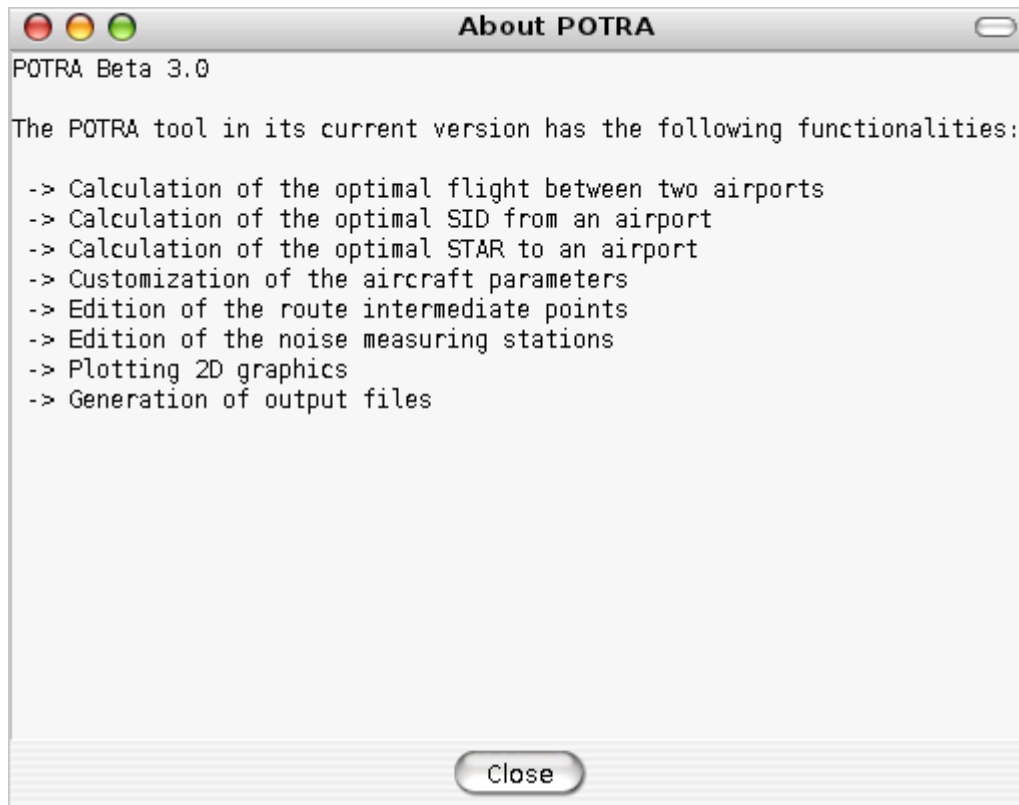 About POTRA
POTRA Beta 3.0
The POTRA tool in its current version has the following functionalities:
-> Calculation of the optimal flight between two airports
-> Calculation of the optimal SID from an airport
-> Calculation of the optimal STAR to an airport
-> Customization of the aircraft parameters
-> Edition of the route intermediate points
-> Edition of the noise measuring stations
-> Plotting 2D graphics
-> Generation of output files
Close